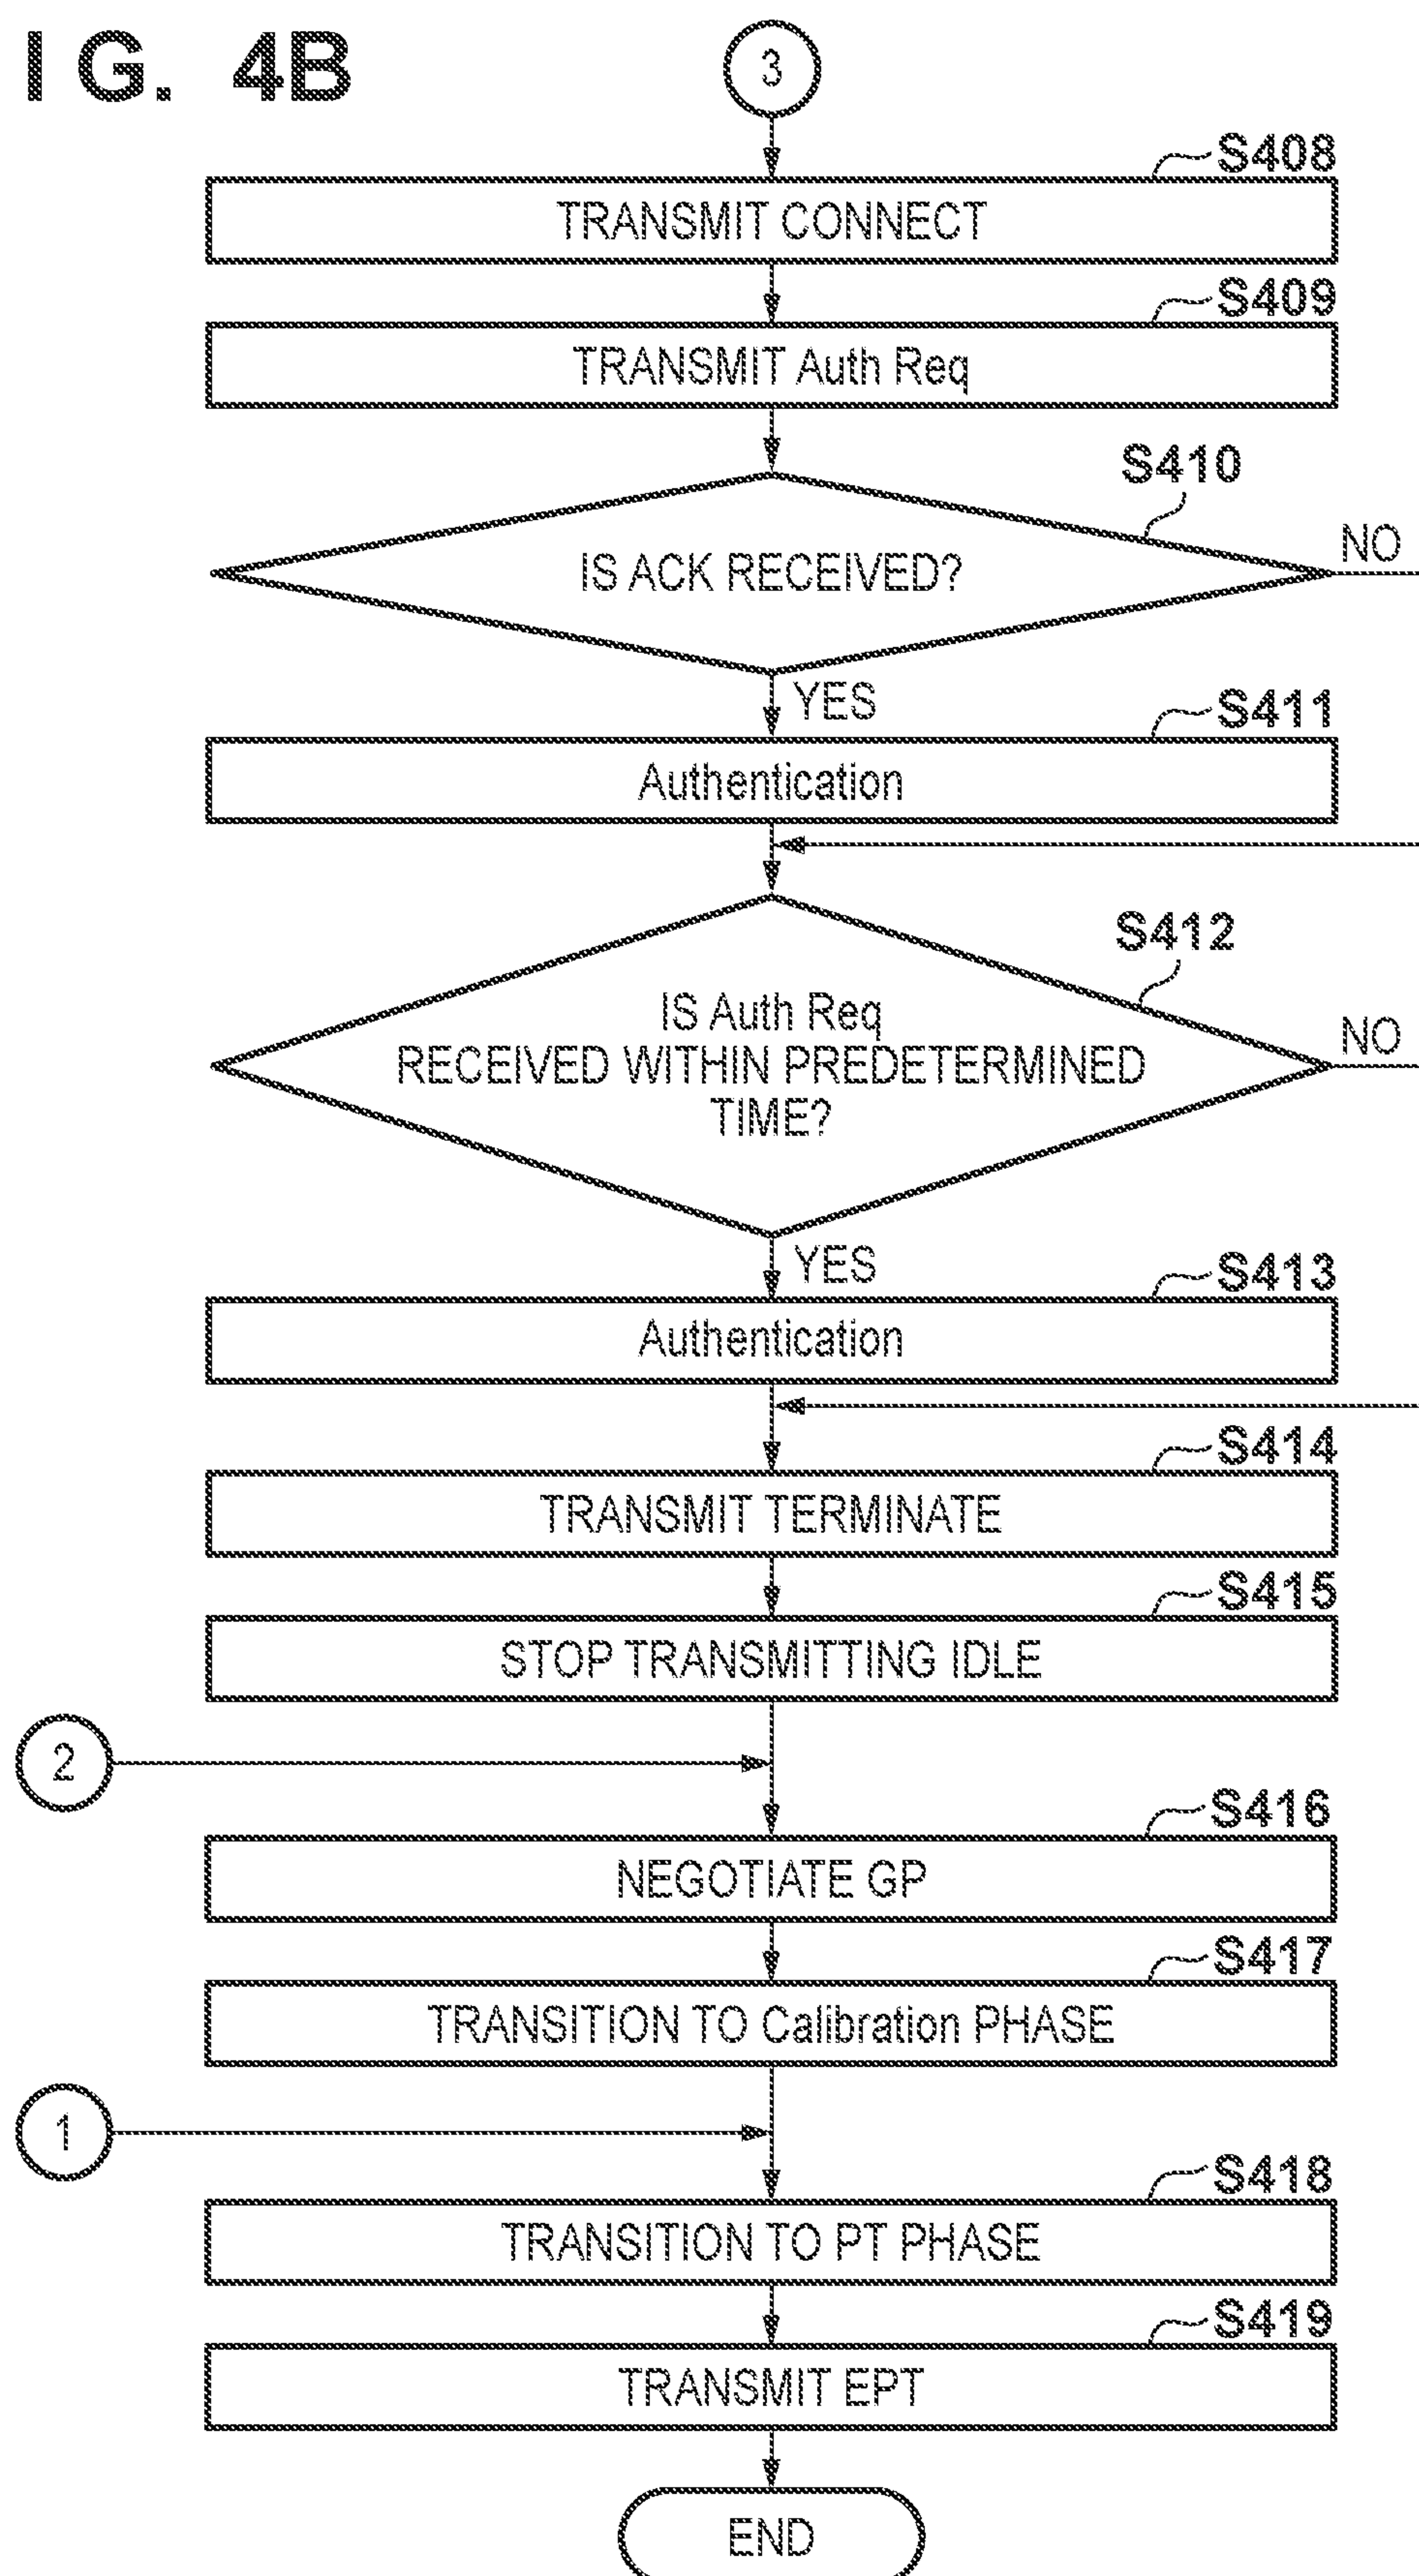 I G. 4B
3
S408
TRANSMIT CONNECT
S409
TRANSMIT Auth Req
S410
IS ACK RECEIVED?
NO
YES
S411
Authentication
S412
IS Auth Req
RECEIVED WITHIN PREDETERMINED
TIME?
NO
YES
S413
Authentication
S414
TRANSMIT TERMINATE
S415
STOP TRANSMITTING IDLE
2
S416
NEGOTIATE GP
S417
TRANSITION TO Calibration PHASE
1
S418
TRANSITION TO PT PHASE
S419
TRANSMIT EPT
END